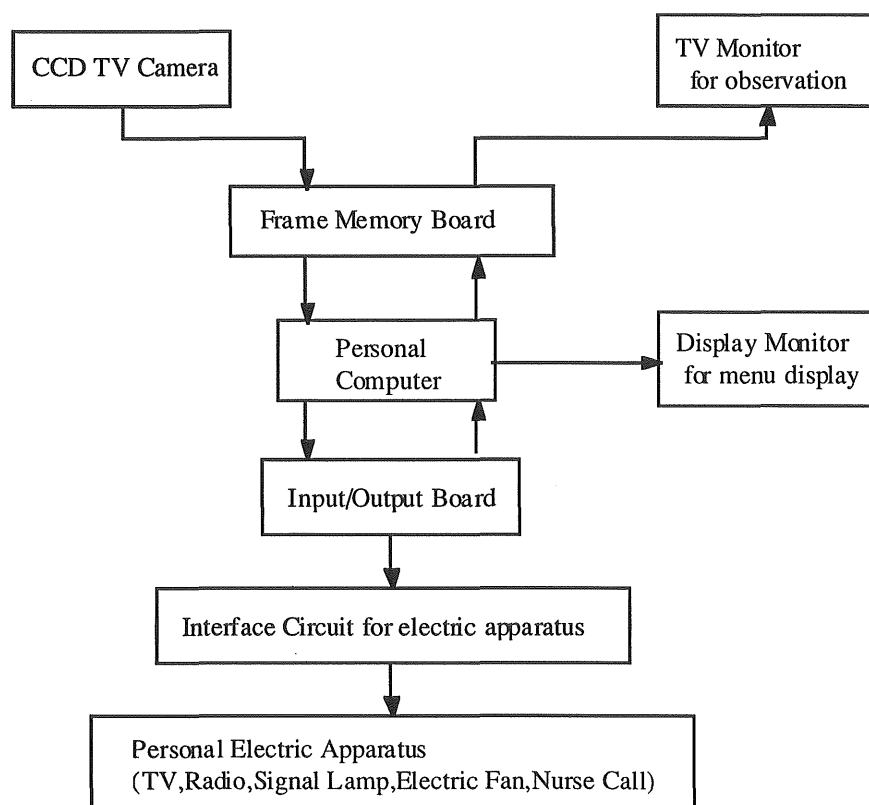 CCD TV Camera
TV Monitor
for observation
Frame Memory Board
Personal
Computer
Display Monitor
for menu display
Input/Output Board
Interface Circuit for electric apparatus
Personal Electric Apparatus
(TV,Radio,Signal Lamp,Electric Fan,Nurse Call)